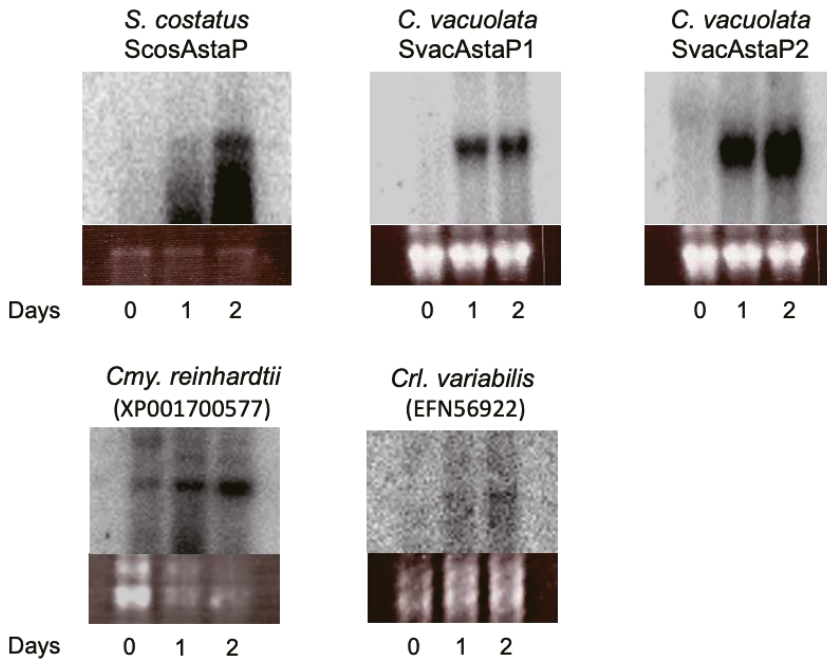 S. costatus
ScosAstaP
C. vacuolata
SvacAstaP1
C. vacuolata
SvacAstaP2
Days 0 1 2
0 1 2
0 1 2
Cmy. reinhardtii
(XP001700577)
Crl. variabilis
(EFN56922)
Days 0 1 2
0 1 2